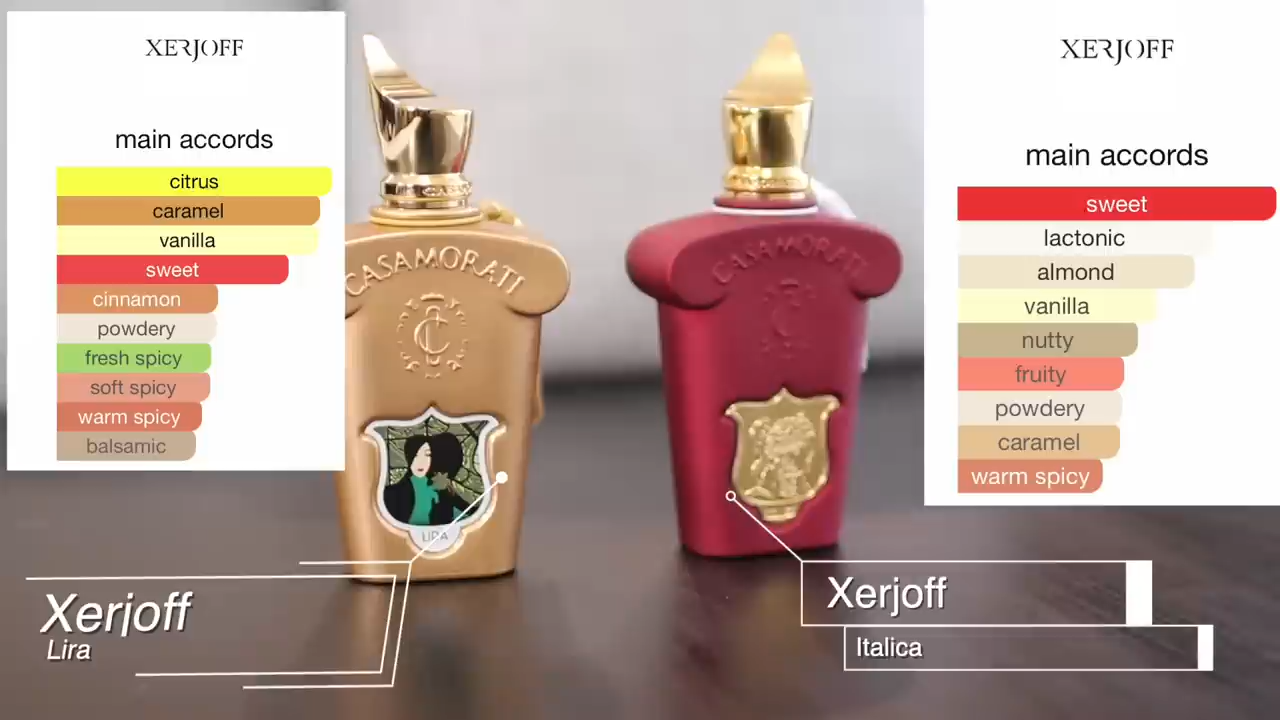 XERJOFF
main accords
citrus
caramel
vanilla
sweet
cinnamon
powdery
fresh spicy
soft spicy
warm spicy
balsamic
CASAMORATI
LIRA
Xerjoff
Lira
CASAMORATI
XERJOFF
main accords
sweet
lactonic
almond
vanilla
nutty
fruity
powdery
caramel
warm spicy
Xerjoff
Italica